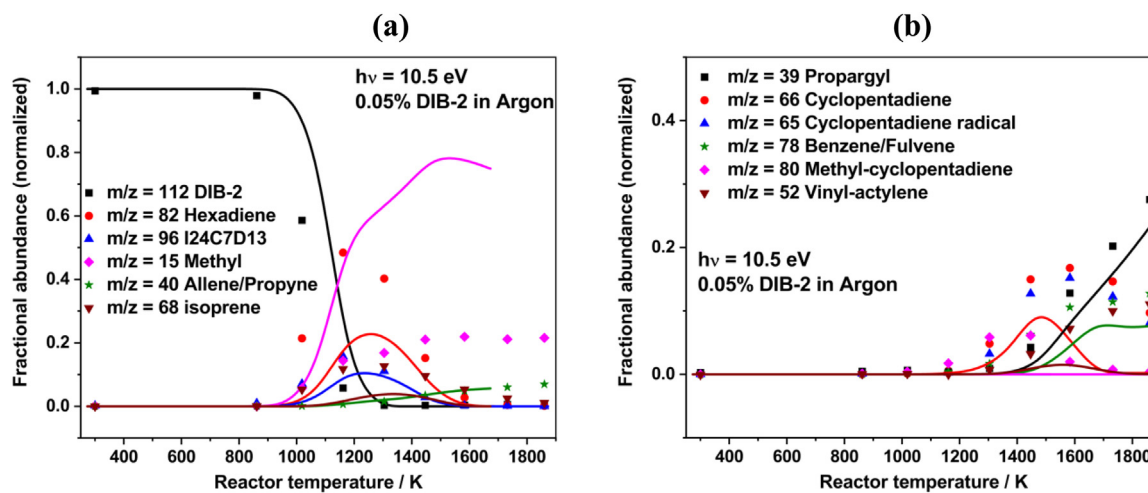 (a)
hν = 10.5 eV
0.05% DIB-2 in Argon
m/z = 112 DIB-2
m/z = 82 Hexadiene
m/z = 96 I24C7D13
m/z = 15 Methyl
m/z = 40 Allene/Propyne
m/z = 68 isoprene
Fractional abundance (normalized)
1.0
0.8
0.6
0.4
0.2
0.0
400 600 800 1000 1200 1400 1600 1800
Reactor temperature / K
(b)
m/z = 39 Propargyl
m/z = 66 Cyclopentadiene
m/z = 65 Cyclopentadiene radical
m/z = 78 Benzene/Fulvene
m/z = 80 Methyl-cyclopentadiene
m/z = 52 Vinyl-actylene
hν = 10.5 eV
0.05% DIB-2 in Argon
Fractional abundance (normalized)
0.4
0.2
0.0
400 600 800 1000 1200 1400 1600 1800
Reactor temperature / K